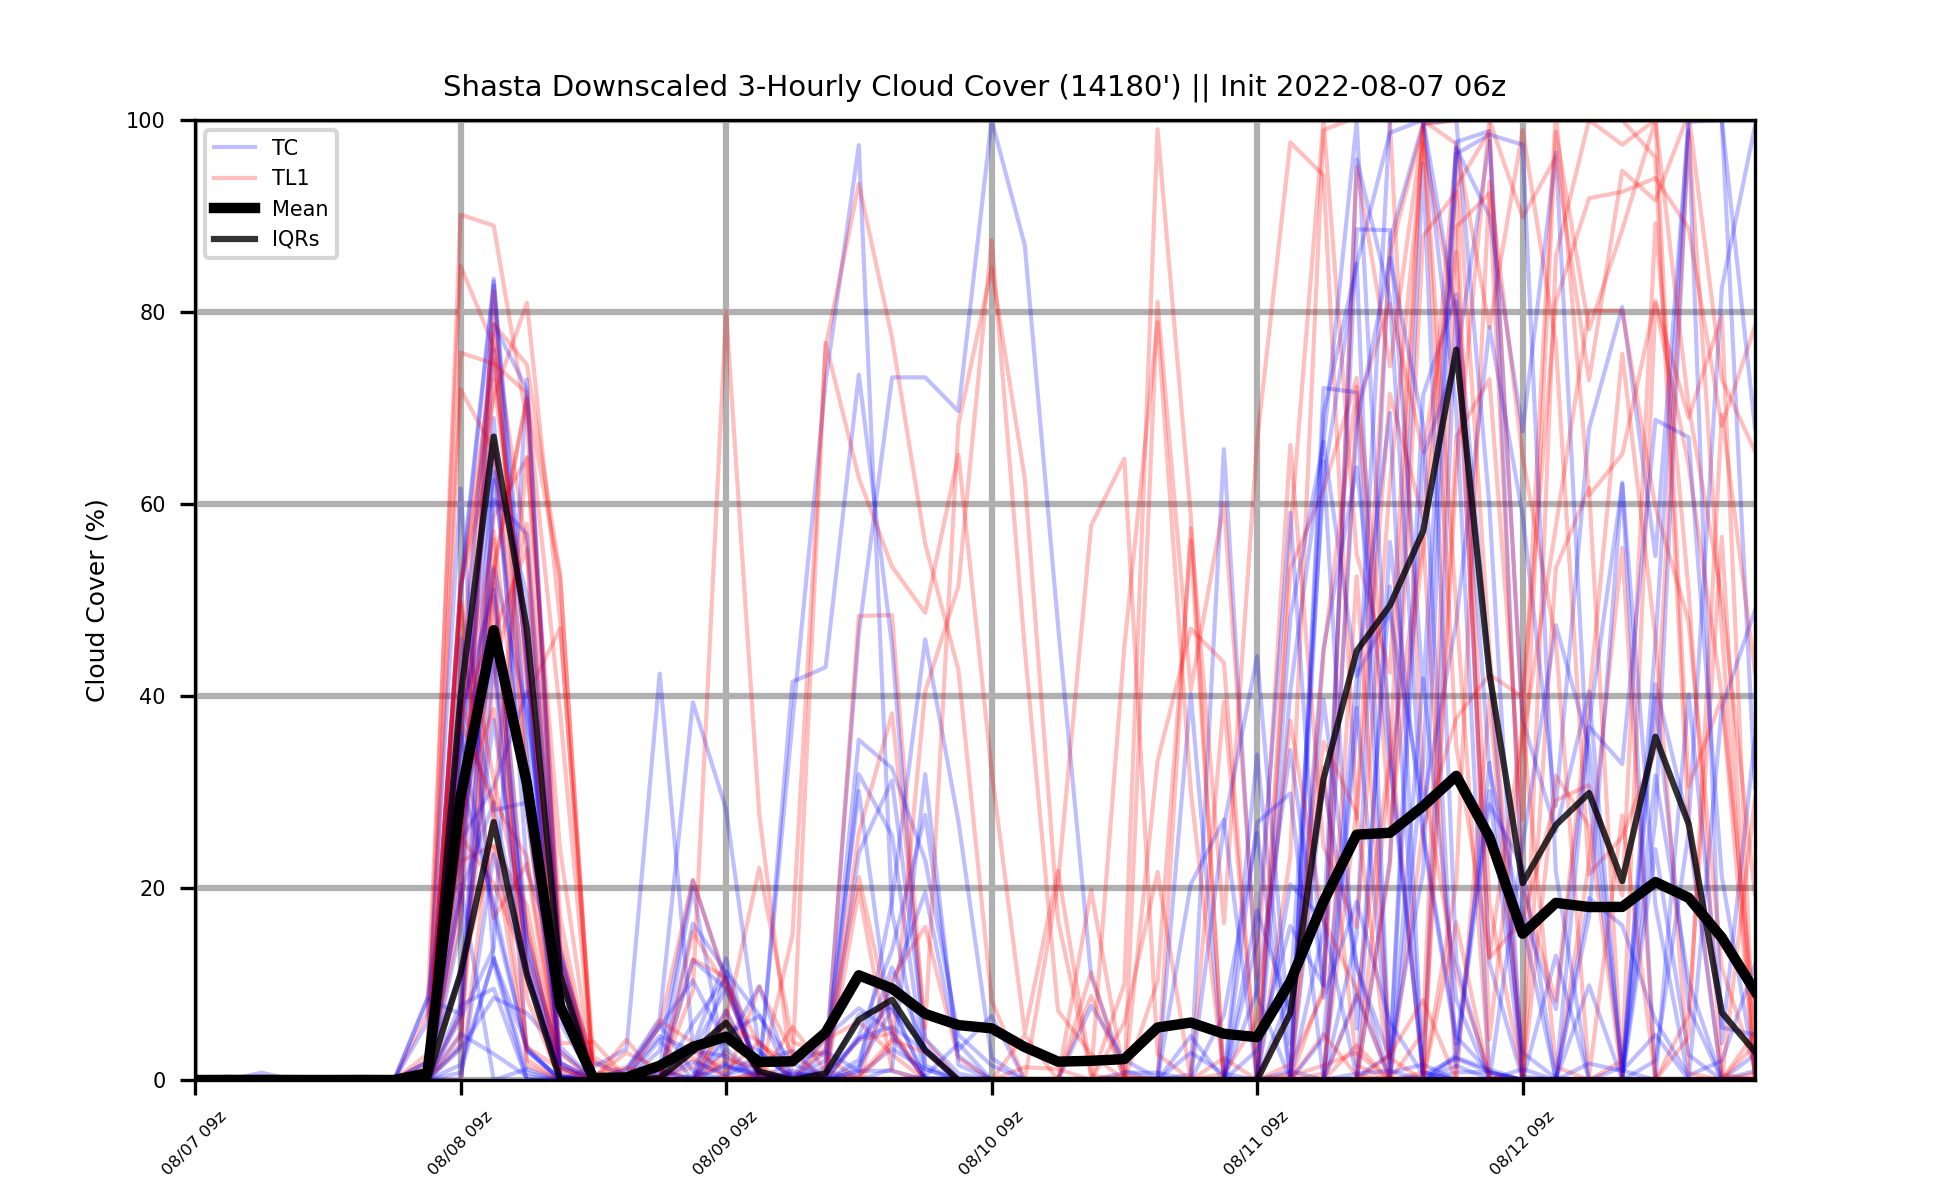 Shasta Downscaled 3-Hourly Cloud Cover (14180') || Init 2022-08-07 06z
TC
TL1
Mean
IQRs
Cloud Cover (%)
100
80
60
40
20
0
08/07 09z
08/08 09z
08/09 09z
08/10 09z
08/11 09z
08/12 09z